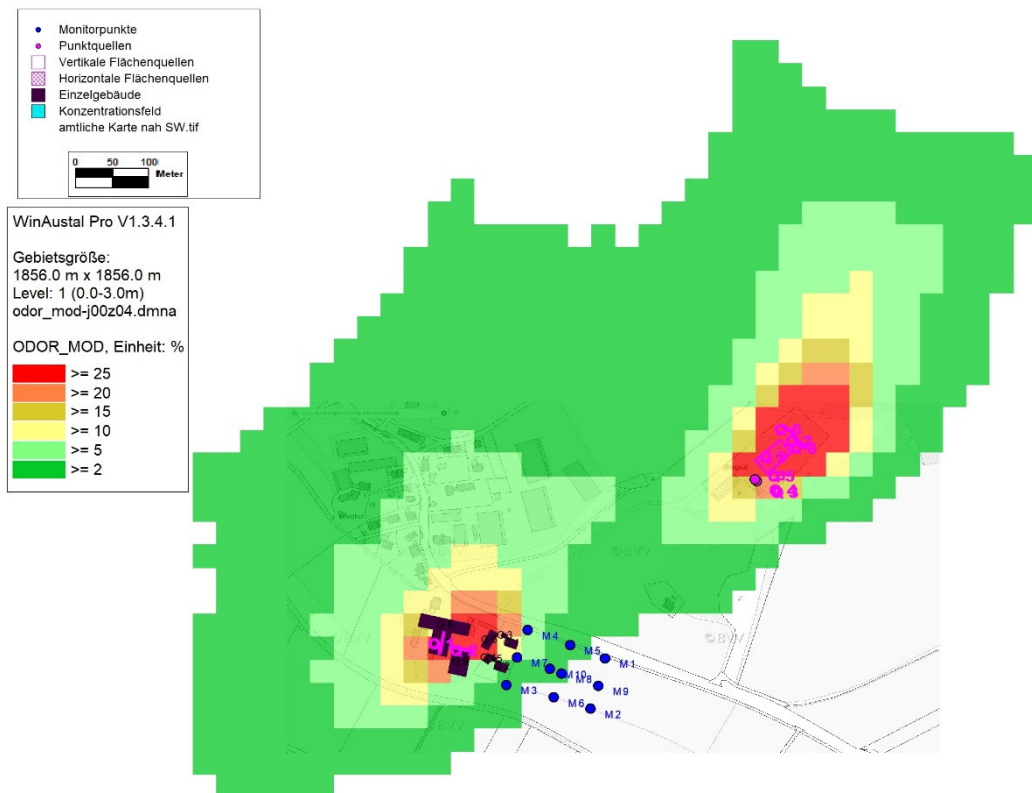 Monitorpunkte
Punktquellen
Vertikale Flächenquellen
Horizontale Flächenquellen
Einzelgebäude
Konzentrationsfeld
amtliche Karte nah SW.tif
0 50 100
Meter
WinAustal Pro V1.3.4.1
Gebietsgröße:
1856.0 m x 1856.0 m
Level: 1 (0.0-3.0m)
odor_mod-j00z04.dmna
ODOR_MOD, Einheit: %
>= 25
>= 20
>= 15
>= 10
>= 5
>= 2
©BVV
©BVV
©BVV
©BVV
M4
M5
M1
M7
M10
M8
M3
M9
M6
M2